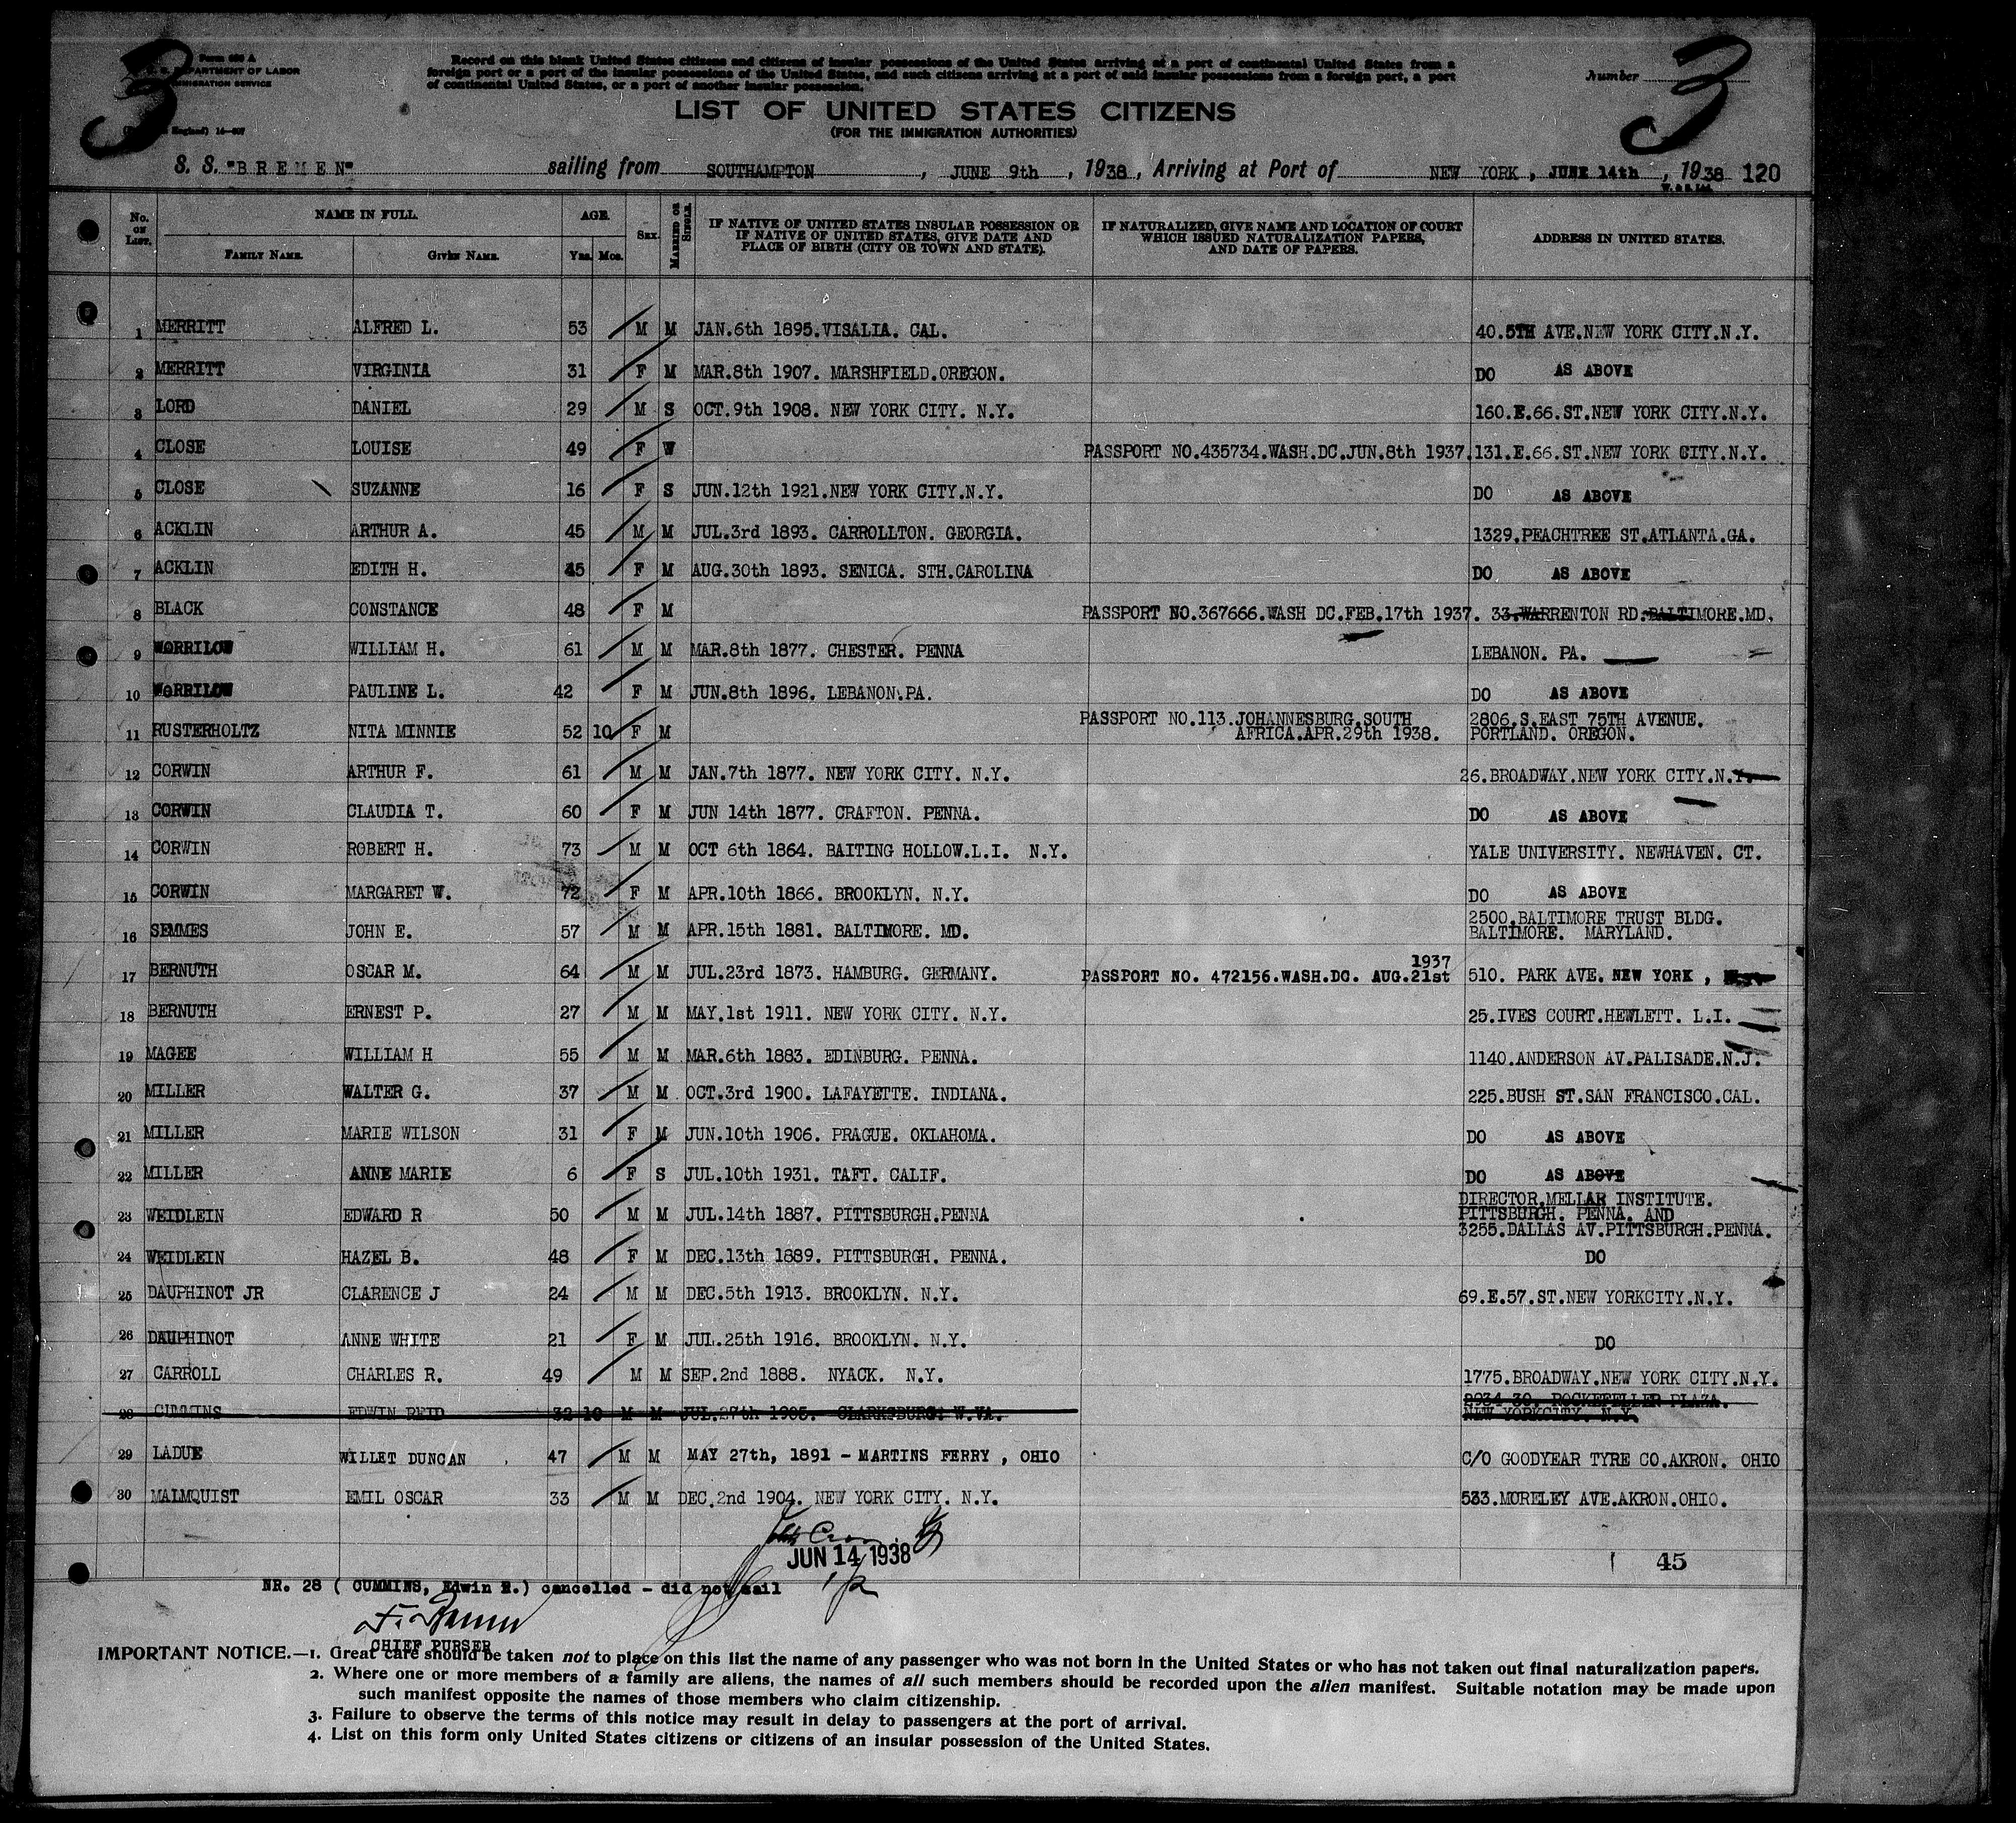 3
Form 630 A
DEPARTMENT OF LABOR
IMMIGRATION SERVICE
England) 14—607
Record on this blank United States citizens and citizens of insular possessions of the United States arriving at a port of continental United States from a
foreign port or a port of the insular possessions of the United States, and such citizens arriving at a port of said insular possessions from a foreign port, a port
of continental United States, or a port of another insular possession.
Number
3
LIST OF UNITED STATES CITIZENS
(FOR THE IMMIGRATION AUTHORITIES)
S. S. "BREMEN" sailing from SOUTHAMPTON, JUNE 9th, 1938, Arriving at Port of NEW YORK, JUNE 14th, 1938 120
No. ON LIST. NAME IN FULL. FAMILY NAME. GIVEN NAME. AGE. Yrs. Mos. SEX. MARRIED OR SINGLE. IF NATIVE OF UNITED STATES INSULAR POSSESSION OR IF NATIVE OF UNITED STATES, GIVE DATE AND PLACE OF BIRTH (CITY OR TOWN AND STATE). IF NATURALIZED, GIVE NAME AND LOCATION OF COURT WHICH ISSUED NATURALIZATION PAPERS, AND DATE OF PAPERS. ADDRESS IN UNITED STATES.
1 MERRITT ALFRED L. 53 M M JAN.6th 1895.VISALIA. CAL. 40.5TH AVE.NEW YORK CITY.N.Y.
2 MERRITT VIRGINIA 31 F M MAR.8th 1907. MARSHFIELD.OREGON. DO AS ABOVE
3 LORD DANIEL 29 M S OCT.9th 1908. NEW YORK CITY. N.Y. 160.E.66.ST.NEW YORK CITY.N.Y.
4 CLOSE LOUISE 49 F W PASSPORT NO.435734.WASH.DC.JUN.8th 1937. 131.E.66.ST.NEW YORK CITY.N.Y.
5 CLOSE SUZANNE 16 F S JUN.12th 1921.NEW YORK CITY.N.Y. DO AS ABOVE
6 ACKLIN ARTHUR A. 45 M M JUL.3rd 1893. CARROLLTON. GEORGIA. 1329.PEACHTREE ST.ATLANTA.GA.
7 ACKLIN EDITH H. 45 F M AUG.30th 1893. SENICA. STH.CAROLINA DO AS ABOVE
8 BLACK CONSTANCE 48 F M PASSPORT NO.367666.WASH DC.FEB.17th 1937. 33.WARRENTON RD.BALTIMORE.MD.
9 WORRILOW WILLIAM H. 61 M M MAR.8th 1877. CHESTER. PENNA LEBANON. PA.
10 WORRILOW PAULINE L. 42 F M JUN.8th 1896. LEBANON.PA. DO AS ABOVE
11 RUSTERHOLTZ NITA MINNIE 52 10 F M PASSPORT NO.113.JOHANNESBURG.SOUTH AFRICA.APR.29th 1938. 2806.S.EAST 75TH AVENUE. PORTLAND. OREGON.
12 CORWIN ARTHUR F. 61 M M JAN.7th 1877. NEW YORK CITY. N.Y. 26.BROADWAY.NEW YORK CITY.N.Y.
13 CORWIN CLAUDIA T. 60 F M JUN 14th 1877. CRAFTON. PENNA. DO AS ABOVE
14 CORWIN ROBERT H. 73 M M OCT 6th 1864. BAITING HOLLOW.L.I. N.Y. YALE UNIVERSITY. NEWHAVEN. CT.
15 CORWIN MARGARET W. 72 F M APR.10th 1866. BROOKLYN. N.Y. DO AS ABOVE
16 SEMMES JOHN E. 57 M M APR.15th 1881. BALTIMORE. MD. 2500.BALTIMORE TRUST BLDG. BALTIMORE. MARYLAND.
17 BERNUTH OSCAR M. 64 M M JUL.23rd 1873. HAMBURG. GERMANY. PASSPORT NO. 472156.WASH.DC. AUG.21st 1937 510. PARK AVE. NEW YORK ,
18 BERNUTH ERNEST P. 27 M M MAY.1st 1911. NEW YORK CITY. N.Y. 25.IVES COURT.HEWLETT. L.I.
19 MAGEE WILLIAM H 55 M M MAR.6th 1883. EDINBURG. PENNA. 1140.ANDERSON AV.PALISADE.N.J.
20 MILLER WALTER G. 37 M M OCT.3rd 1900. LAFAYETTE. INDIANA. 225.BUSH ST.SAN FRANCISCO.CAL.
21 MILLER MARIE WILSON 31 F M JUN.10th 1906. PRAGUE. OKLAHOMA. DO AS ABOVE
22 MILLER ANNE MARIE 6 F S JUL.10th 1931. TAFT. CALIF. DO AS ABOVE
23 WEIDLEIN EDWARD R 50 M M JUL.14th 1887. PITTSBURGH.PENNA DIRECTOR.MELLAR INSTITUTE. PITTSBURGH. PENNA. AND 3255.DALLAS AV.PITTSBURGH.PENNA.
24 WEIDLEIN HAZEL B. 48 F M DEC.13th 1889. PITTSBURGH. PENNA. DO
25 DAUPHINOT JR CLARENCE J 24 M M DEC.5th 1913. BROOKLYN. N.Y. 69.E.57.ST.NEW YORKCITY.N.Y.
26 DAUPHINOT ANNE WHITE 21 F M JUL.25th 1916. BROOKLYN. N.Y. DO
27 CARROLL CHARLES R. 49 M M SEP.2nd 1888. NYACK. N.Y. 1775.BROADWAY.NEW YORK CITY.N.Y.
28 CUMMINS EDWIN REID 32 10 M M JUL.27th 1905. CLARKSBURG. W.VA. 2934-30. ROCKEFELLER PLAZA. NEW YORKCITY. N.Y.
29 LADUE WILLET DUNCAN 47 M M MAY 27th, 1891 - MARTINS FERRY , OHIO C/O GOODYEAR TYRE CO.AKRON. OHIO
30 MALMQUIST EMIL OSCAR 33 M M DEC.2nd 1904. NEW YORK CITY. N.Y. 533.MORELEY AVE.AKRON.OHIO.
JUN 14 1938
45
NR. 28 ( CUMMINS, Edwin R.) cancelled - did not sail
CHIEF PURSER
IMPORTANT NOTICE.—1. Great care should be taken not to place on this list the name of any passenger who was not born in the United States or who has not taken out final naturalization papers.
2. Where one or more members of a family are aliens, the names of all such members should be recorded upon the alien manifest. Suitable notation may be made upon
such manifest opposite the names of those members who claim citizenship.
3. Failure to observe the terms of this notice may result in delay to passengers at the port of arrival.
4. List on this form only United States citizens or citizens of an insular possession of the United States.